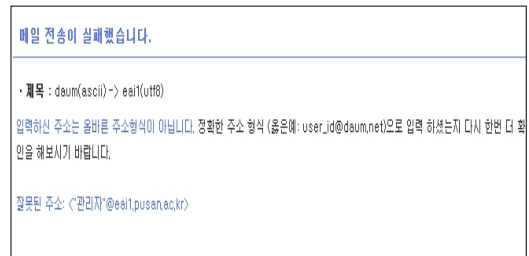 메일 전송이 실패했습니다.
· 제목 : daum(ascii)-> eai1(utf8)
입력하신 주소는 올바른 주소형식이 아닙니다. 정확한 주소 형식 (옳은예: user_id@daum.net)으로 입력 하셨는지 다시 한번 더 확
인을 해보시기 바랍니다.
잘못된 주소: <"관리자"@eai1.pusan.ac.kr>